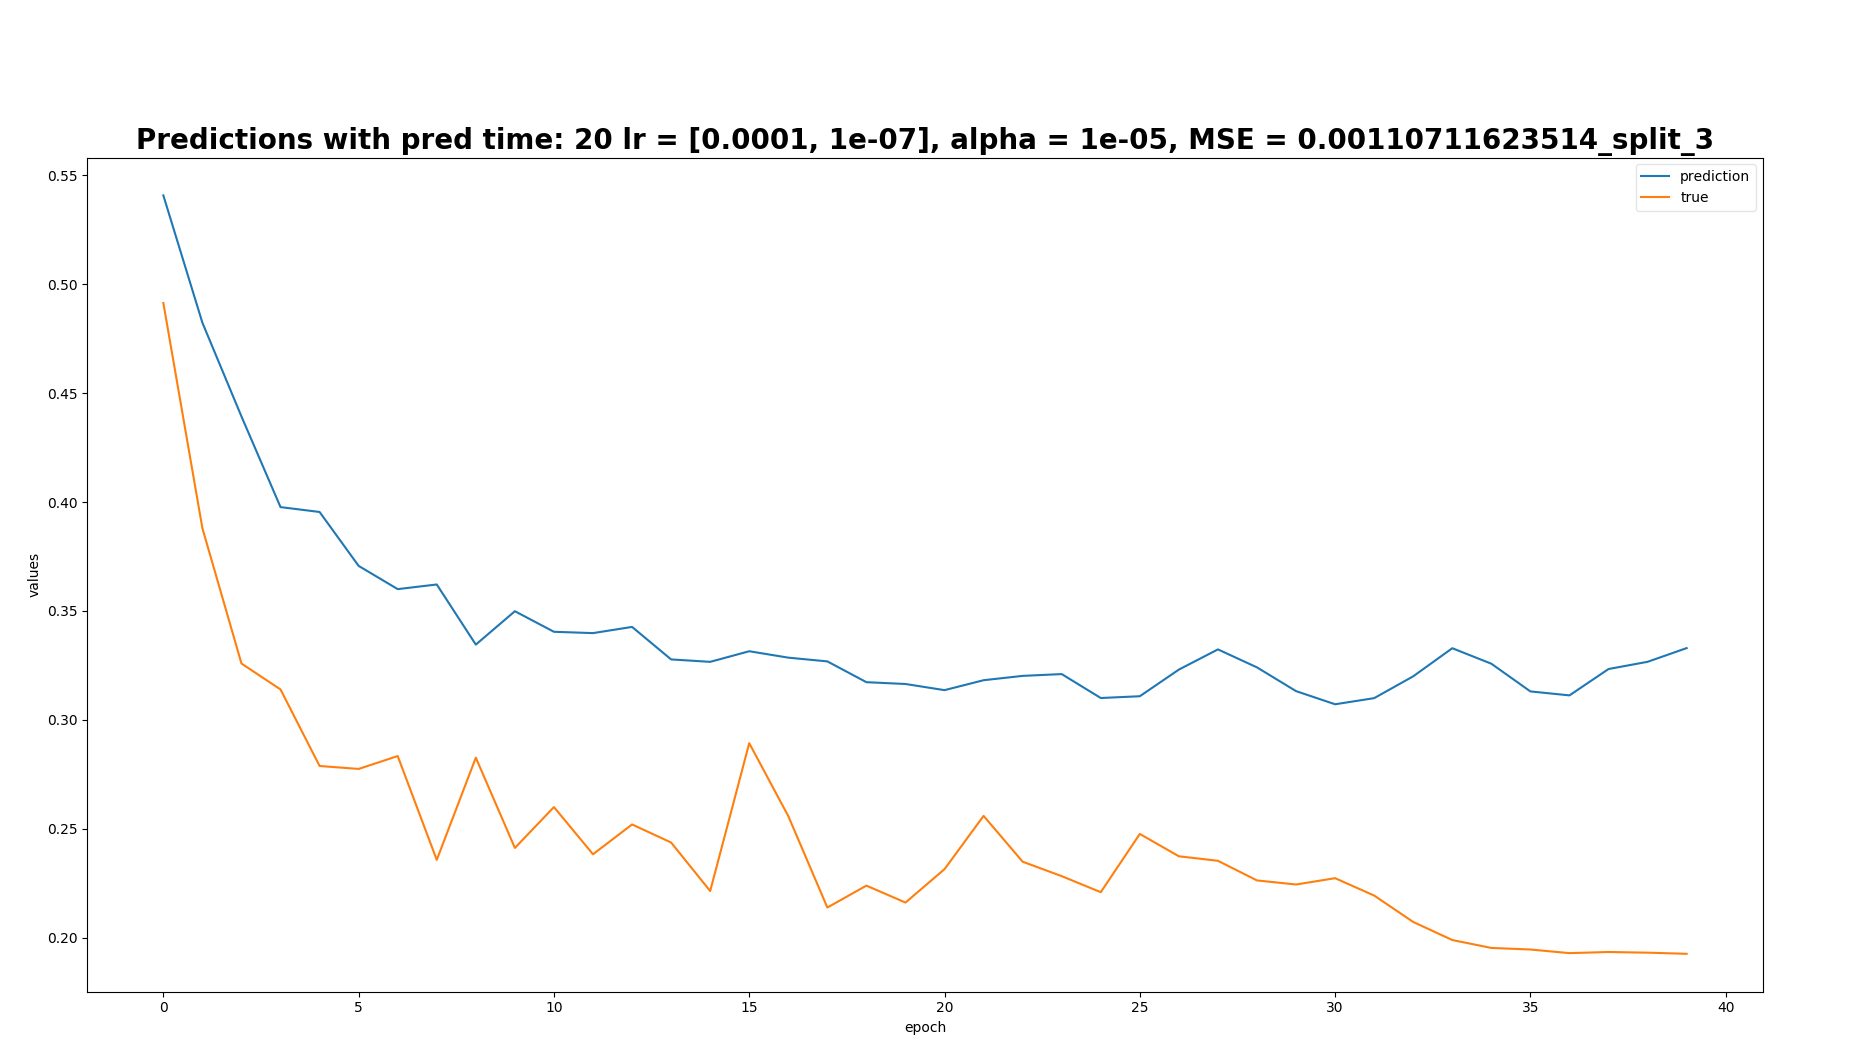 Predictions with pred time: 20 lr = [0.0001, 1e-07], alpha = 1e-05, MSE = 0.00110711623514_split_3
prediction
true
0.55
0.50
0.45
0.40
0.35
0.30
0.25
0.20
values
0 5 10 15 20 25 30 35 40
epoch